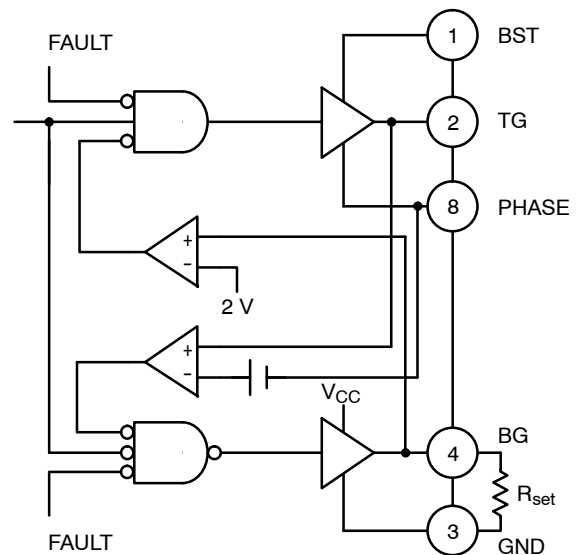 FAULT
1 BST
2 TG
8 PHASE
+
−
2 V
+
−
VCC
4 BG
Rset
3 GND
FAULT